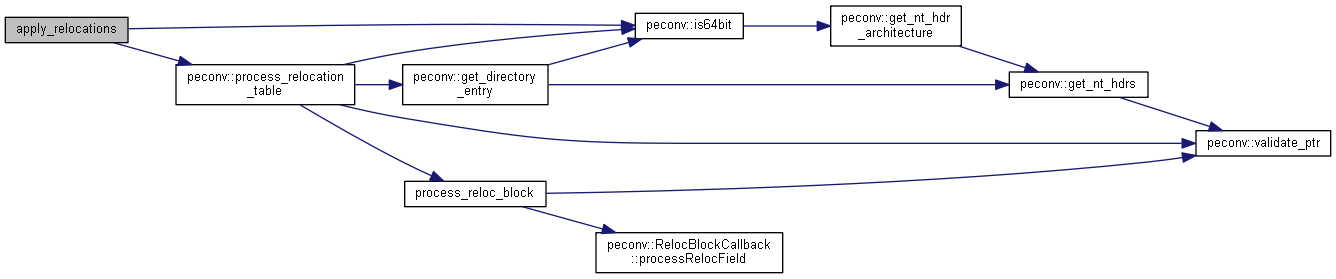 apply_relocations
peconv::process_relocation
_table
peconv::is64bit
peconv::get_directory
_entry
process_reloc_block
peconv::RelocBlockCallback
::processRelocField
peconv::get_nt_hdr
_architecture
peconv::get_nt_hdrs
peconv::validate_ptr